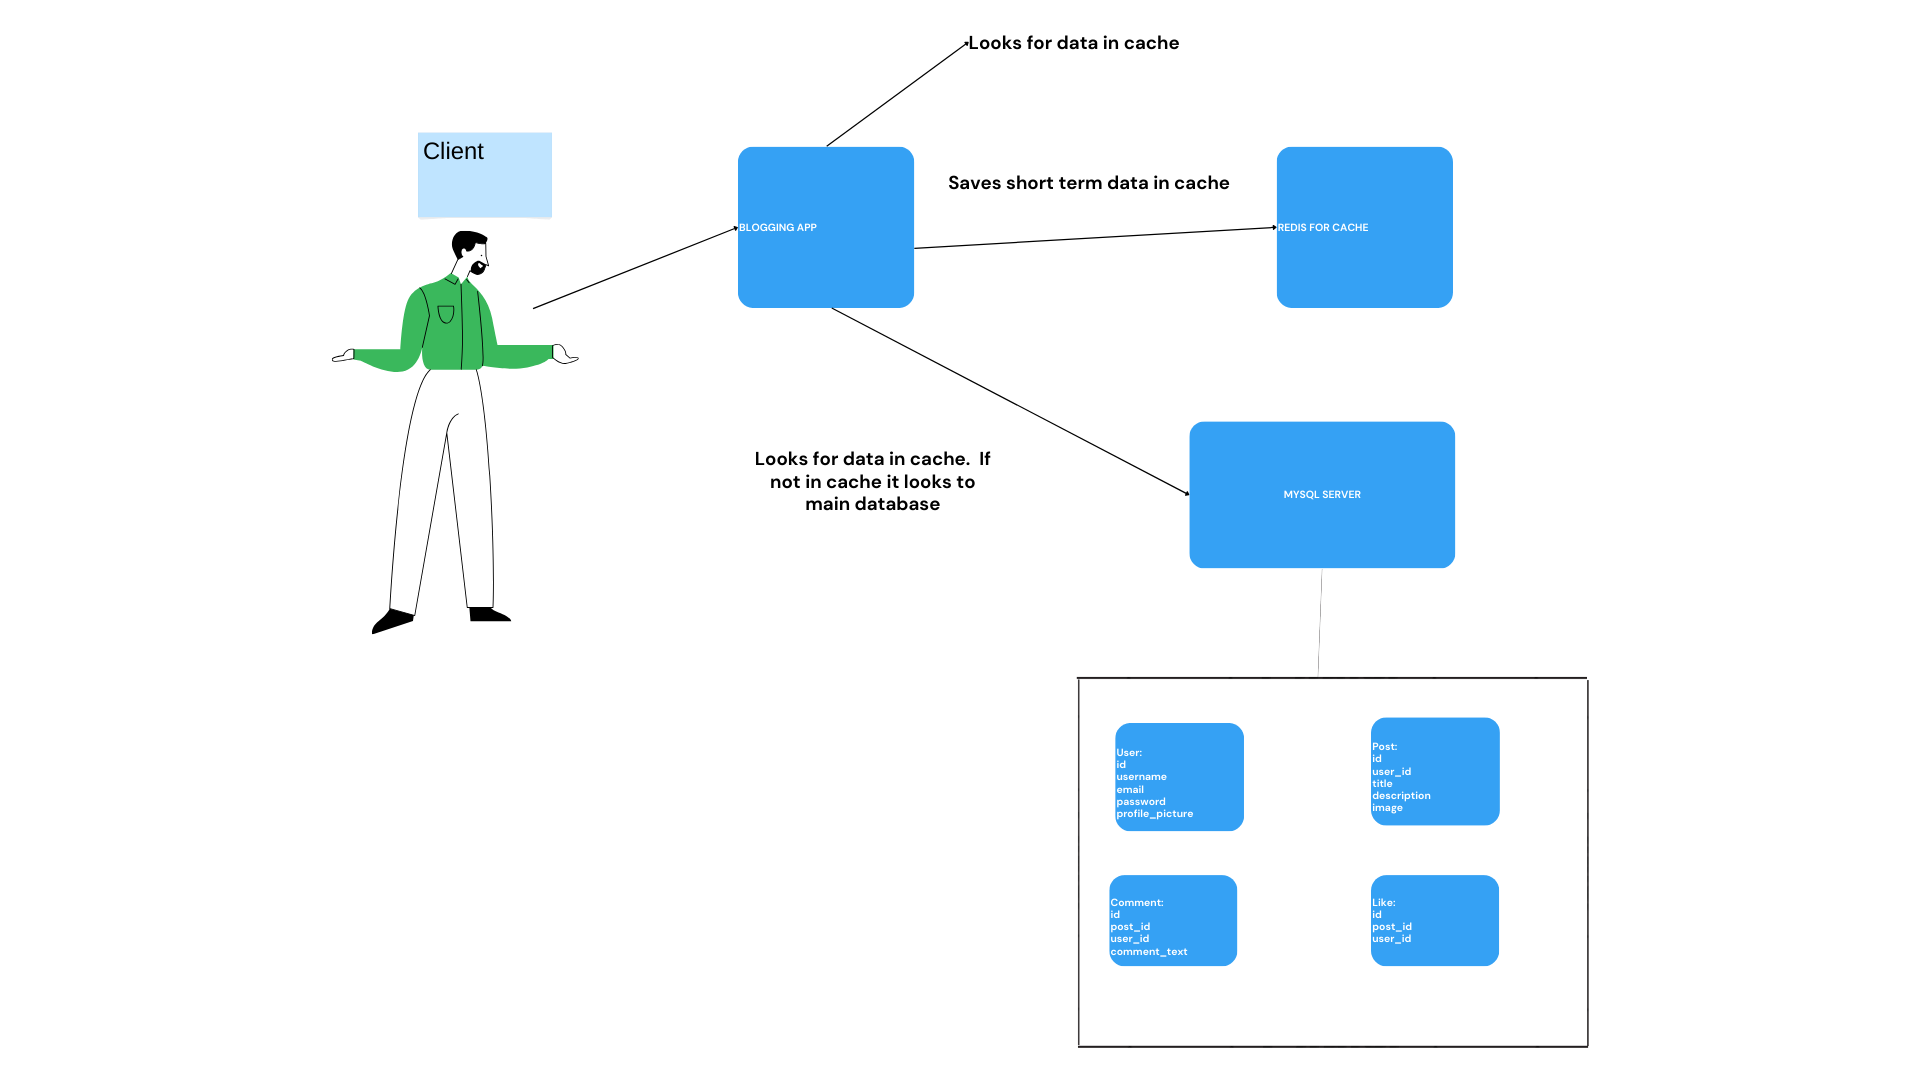 Looks for data in cache
Client
Saves short term data in cache
BLOGGING APP
REDIS FOR CACHE
Looks for data in cache.  If
not in cache it looks to
main database
MYSQL SERVER
User:
id
username
email
password
profile_picture
Post:
id
user_id
title
description
image
Comment:
id
post_id
user_id
comment_text
Like:
id
post_id
user_id